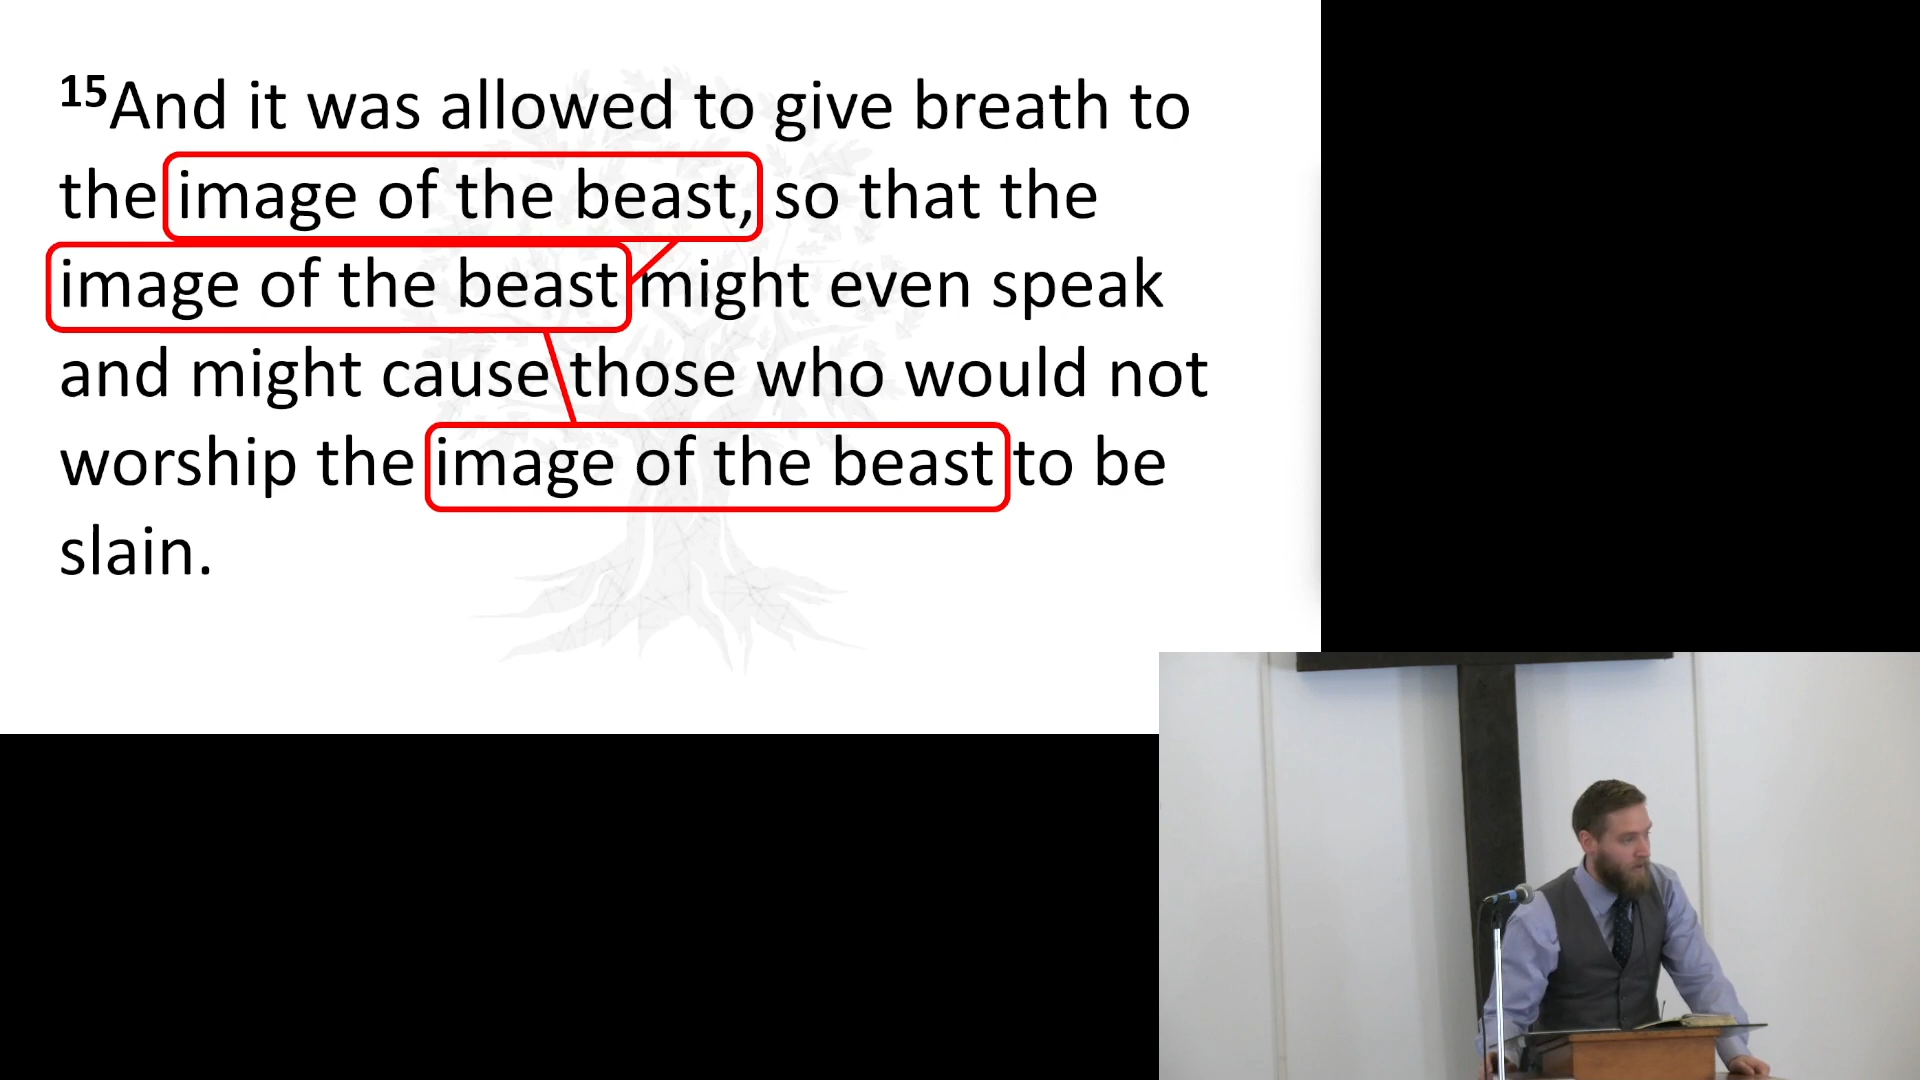 15And it was allowed to give breath to
the image of the beast, so that the
image of the beast might even speak
and might cause those who would not
worship the image of the beast to be
slain.